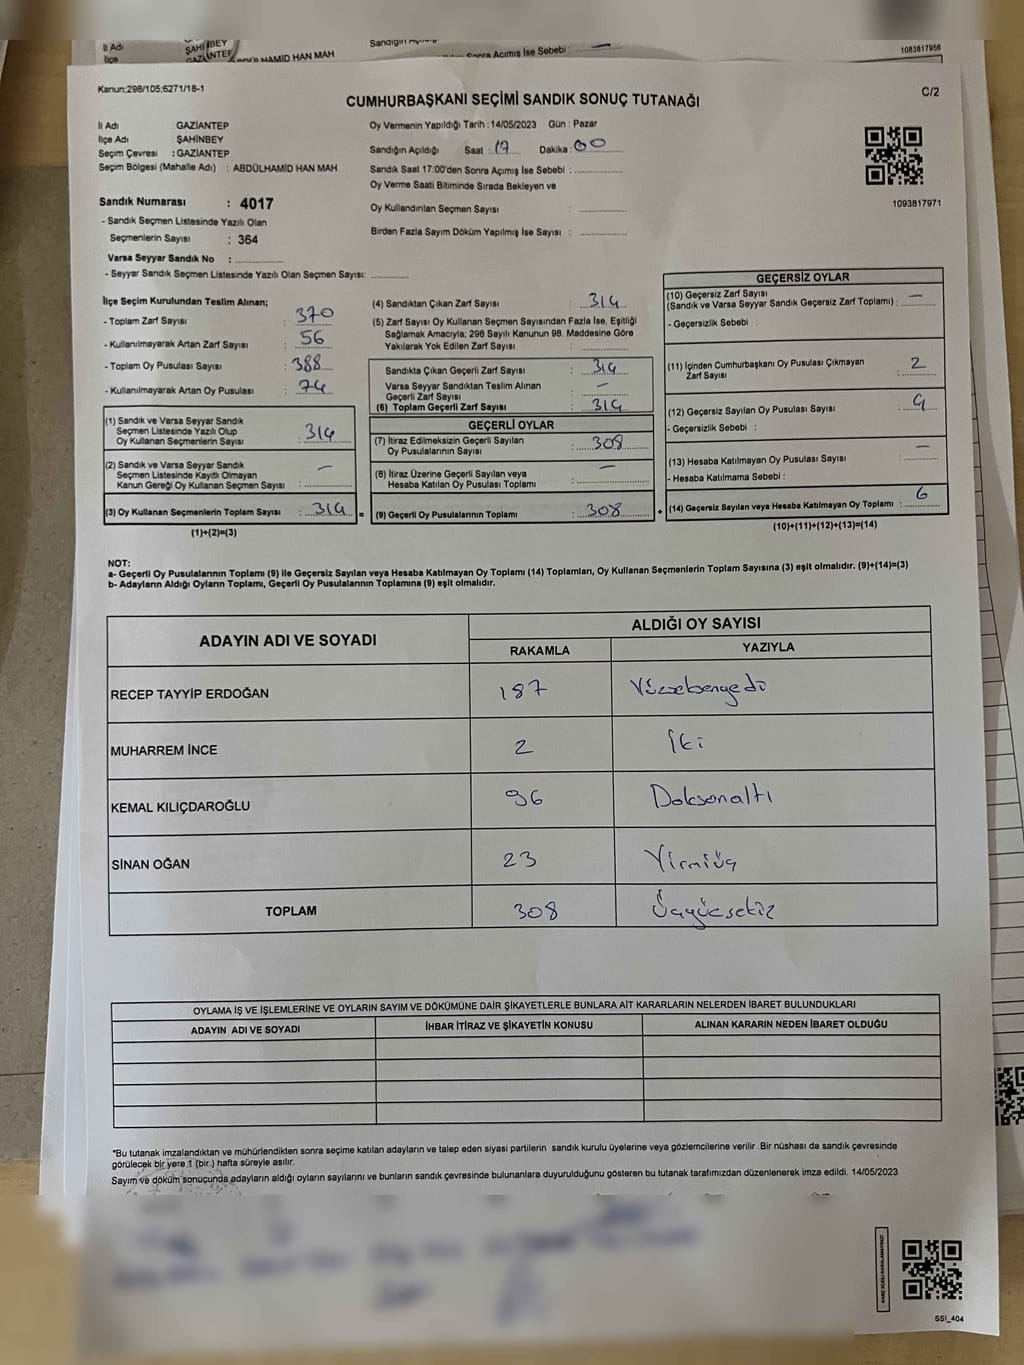 İl Adı
İlçe
ŞAHİNBEY
GAZİANTEP
HAMİD HAN MAH
Sonra Açmış İse Sebebi :
1093817956
Kanun;298/105;6271/18-1
C/2
CUMHURBAŞKANI SEÇİMİ SANDIK SONUÇ TUTANAĞI
İl Adı : GAZİANTEP
İlçe Adı : ŞAHİNBEY
Seçim Çevresi : GAZİANTEP
Seçim Bölgesi (Mahalle Adı) : ABDÜLHAMİD HAN MAH
Sandık Numarası : 4017
- Sandık Seçmen Listesinde Yazılı Olan
Seçmenlerin Sayısı : 364
Varsa Seyyar Sandık No :
- Seyyar Sandık Seçmen Listesinde Yazılı Olan Seçmen Sayısı:
Oy Vermenin Yapıldığı Tarih : 14/05/2023 Gün : Pazar
Sandığın Açıldığı Saat : 17 Dakika : 00
Sandık Saat 17:00'den Sonra Açmış İse Sebebi :
Oy Verme Saati Bitiminde Sırada Bekleyen ve
Oy Kullandırılan Seçmen Sayısı :
Birden Fazla Sayım Döküm Yapılmış İse Sayısı :
1093817971
İlçe Seçim Kurulundan Teslim Alınan;
- Toplam Zarf Sayısı : 370
- Kullanılmayarak Artan Zarf Sayısı : 56
- Toplam Oy Pusulası Sayısı : 388
- Kullanılmayarak Artan Oy Pusulası : 74
(1) Sandık ve Varsa Seyyar Sandık
Seçmen Listesinde Yazılı Olup
Oy Kullanan Seçmenlerin Sayısı : 314
(2) Sandık ve Varsa Seyyar Sandık
Seçmen Listesinde Kayıtlı Olmayan
Kanun Gereği Oy Kullanan Seçmen Sayısı : —
(3) Oy Kullanan Seçmenlerin Toplam Sayısı : 314
(1)+(2)=(3)
(4) Sandıktan Çıkan Zarf Sayısı : 314
(5) Zarf Sayısı Oy Kullanan Seçmen Sayısından Fazla İse, Eşitliği
Sağlamak Amacıyla; 298 Sayılı Kanunun 98. Maddesine Göre
Yakılarak Yok Edilen Zarf Sayısı :
Sandıkta Çıkan Geçerli Zarf Sayısı : 314
Varsa Seyyar Sandıktan Teslim Alınan
Geçerli Zarf Sayısı : —
(6) Toplam Geçerli Zarf Sayısı : 314
GEÇERLİ OYLAR
(7) İtiraz Edilmeksizin Geçerli Sayılan
Oy Pusulalarının Sayısı : 308
(8) İtiraz Üzerine Geçerli Sayılan veya
Hesaba Katılan Oy Pusulası Toplamı : —
= (9) Geçerli Oy Pusulalarının Toplamı : 308
GEÇERSİZ OYLAR
(10) Geçersiz Zarf Sayısı
(Sandık ve Varsa Seyyar Sandık Geçersiz Zarf Toplamı) : —
- Geçersizlik Sebebi :
(11) İçinden Cumhurbaşkanı Oy Pusulası Çıkmayan
Zarf Sayısı : 2
(12) Geçersiz Sayılan Oy Pusulası Sayısı : 4
- Geçersizlik Sebebi :
(13) Hesaba Katılmayan Oy Pusulası Sayısı : —
- Hesaba Katılmama Sebebi :
+ (14) Geçersiz Sayılan veya Hesaba Katılmayan Oy Toplamı : 6
(10)+(11)+(12)+(13)=(14)
NOT:
a- Geçerli Oy Pusulalarının Toplamı (9) ile Geçersiz Sayılan veya Hesaba Katılmayan Oy Toplamı (14) Toplamları, Oy Kullanan Seçmenlerin Toplam Sayısına (3) eşit olmalıdır. (9)+(14)=(3)
b- Adayların Aldığı Oyların Toplamı, Geçerli Oy Pusulalarının Toplamına (9) eşit olmalıdır.
ADAYIN ADI VE SOYADI
ALDIĞI OY SAYISI
RAKAMLA YAZIYLA
RECEP TAYYİP ERDOĞAN 187 Yüzseksenyedi
MUHARREM İNCE 2 İki
KEMAL KILIÇDAROĞLU 96 Doksanaltı
SİNAN OĞAN 23 Yirmiüç
TOPLAM 308 Üçyüzsekiz
OYLAMA İŞ VE İŞLEMLERİNE VE OYLARIN SAYIM VE DÖKÜMÜNE DAİR ŞİKAYETLERLE BUNLARA AİT KARARLARIN NELERDEN İBARET BULUNDUKLARI
ADAYIN ADI VE SOYADI İHBAR İTİRAZ VE ŞİKAYETİN KONUSU ALINAN KARARIN NEDEN İBARET OLDUĞU
*Bu tutanak imzalandıktan ve mühürlendikten sonra seçime katılan adayların ve talep eden siyasi partilerin sandık kurulu üyelerine veya gözlemcilerine verilir .Bir nüshası da sandık çevresinde
görülecek bir yere 1 (bir ) hafta süreyle asılır.
Sayım ve döküm sonucunda adayların aldığı oyların sayılarını ve bunların sandık çevresinde bulunanlara duyurulduğunu gösteren bu tutanak tarafımızdan düzenlenerek imza edildi. 14/05/2023
KARE KODU KARALAMAYINIZ!
SSI_404